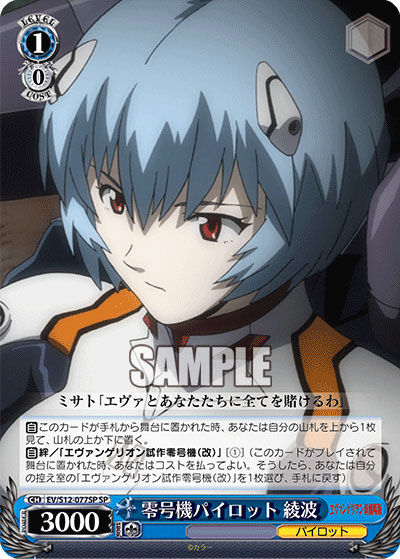 LEVEL
1
0
COST
SAMPLE
ミサト「エヴァとあなたたちに全てを賭けるわ」
自 このカードが手札から舞台に置かれた時、あなたは自分の山札を上から1枚
見て、山札の上か下に置く。
自 絆／「エヴァンゲリオン試作零号機（改）」 [①] （このカードがプレイされ
て舞台に置かれた時、あなたはコストを払ってよい。そうしたら、あなたは自
分の控え室の「エヴァンゲリオン試作零号機（改）」を1枚選び、手札に戻す）
CH EV/S12-077SP SP
3000
零号機パイロット 綾波
パイロット
©カラー